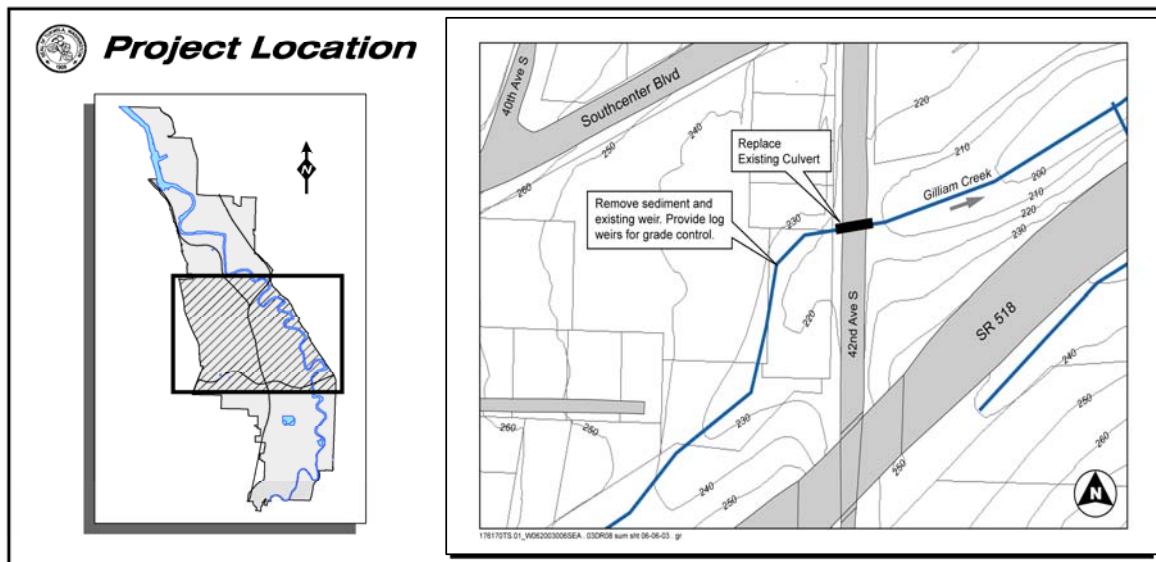 Project Location
N
40th Ave S
Southcenter Blvd
220
240
250
260
210
Replace
Existing Culvert
Gilliam Creek
200
210
220
230
Remove sediment and
existing weir. Provide log
weirs for grade control.
230
220
42nd Ave S
SR 518
240
250
260
230
260
250
240
250
250
N
176170TS.01_W062003006SEA . 03DR08 sum sht 06-06-03 . gr